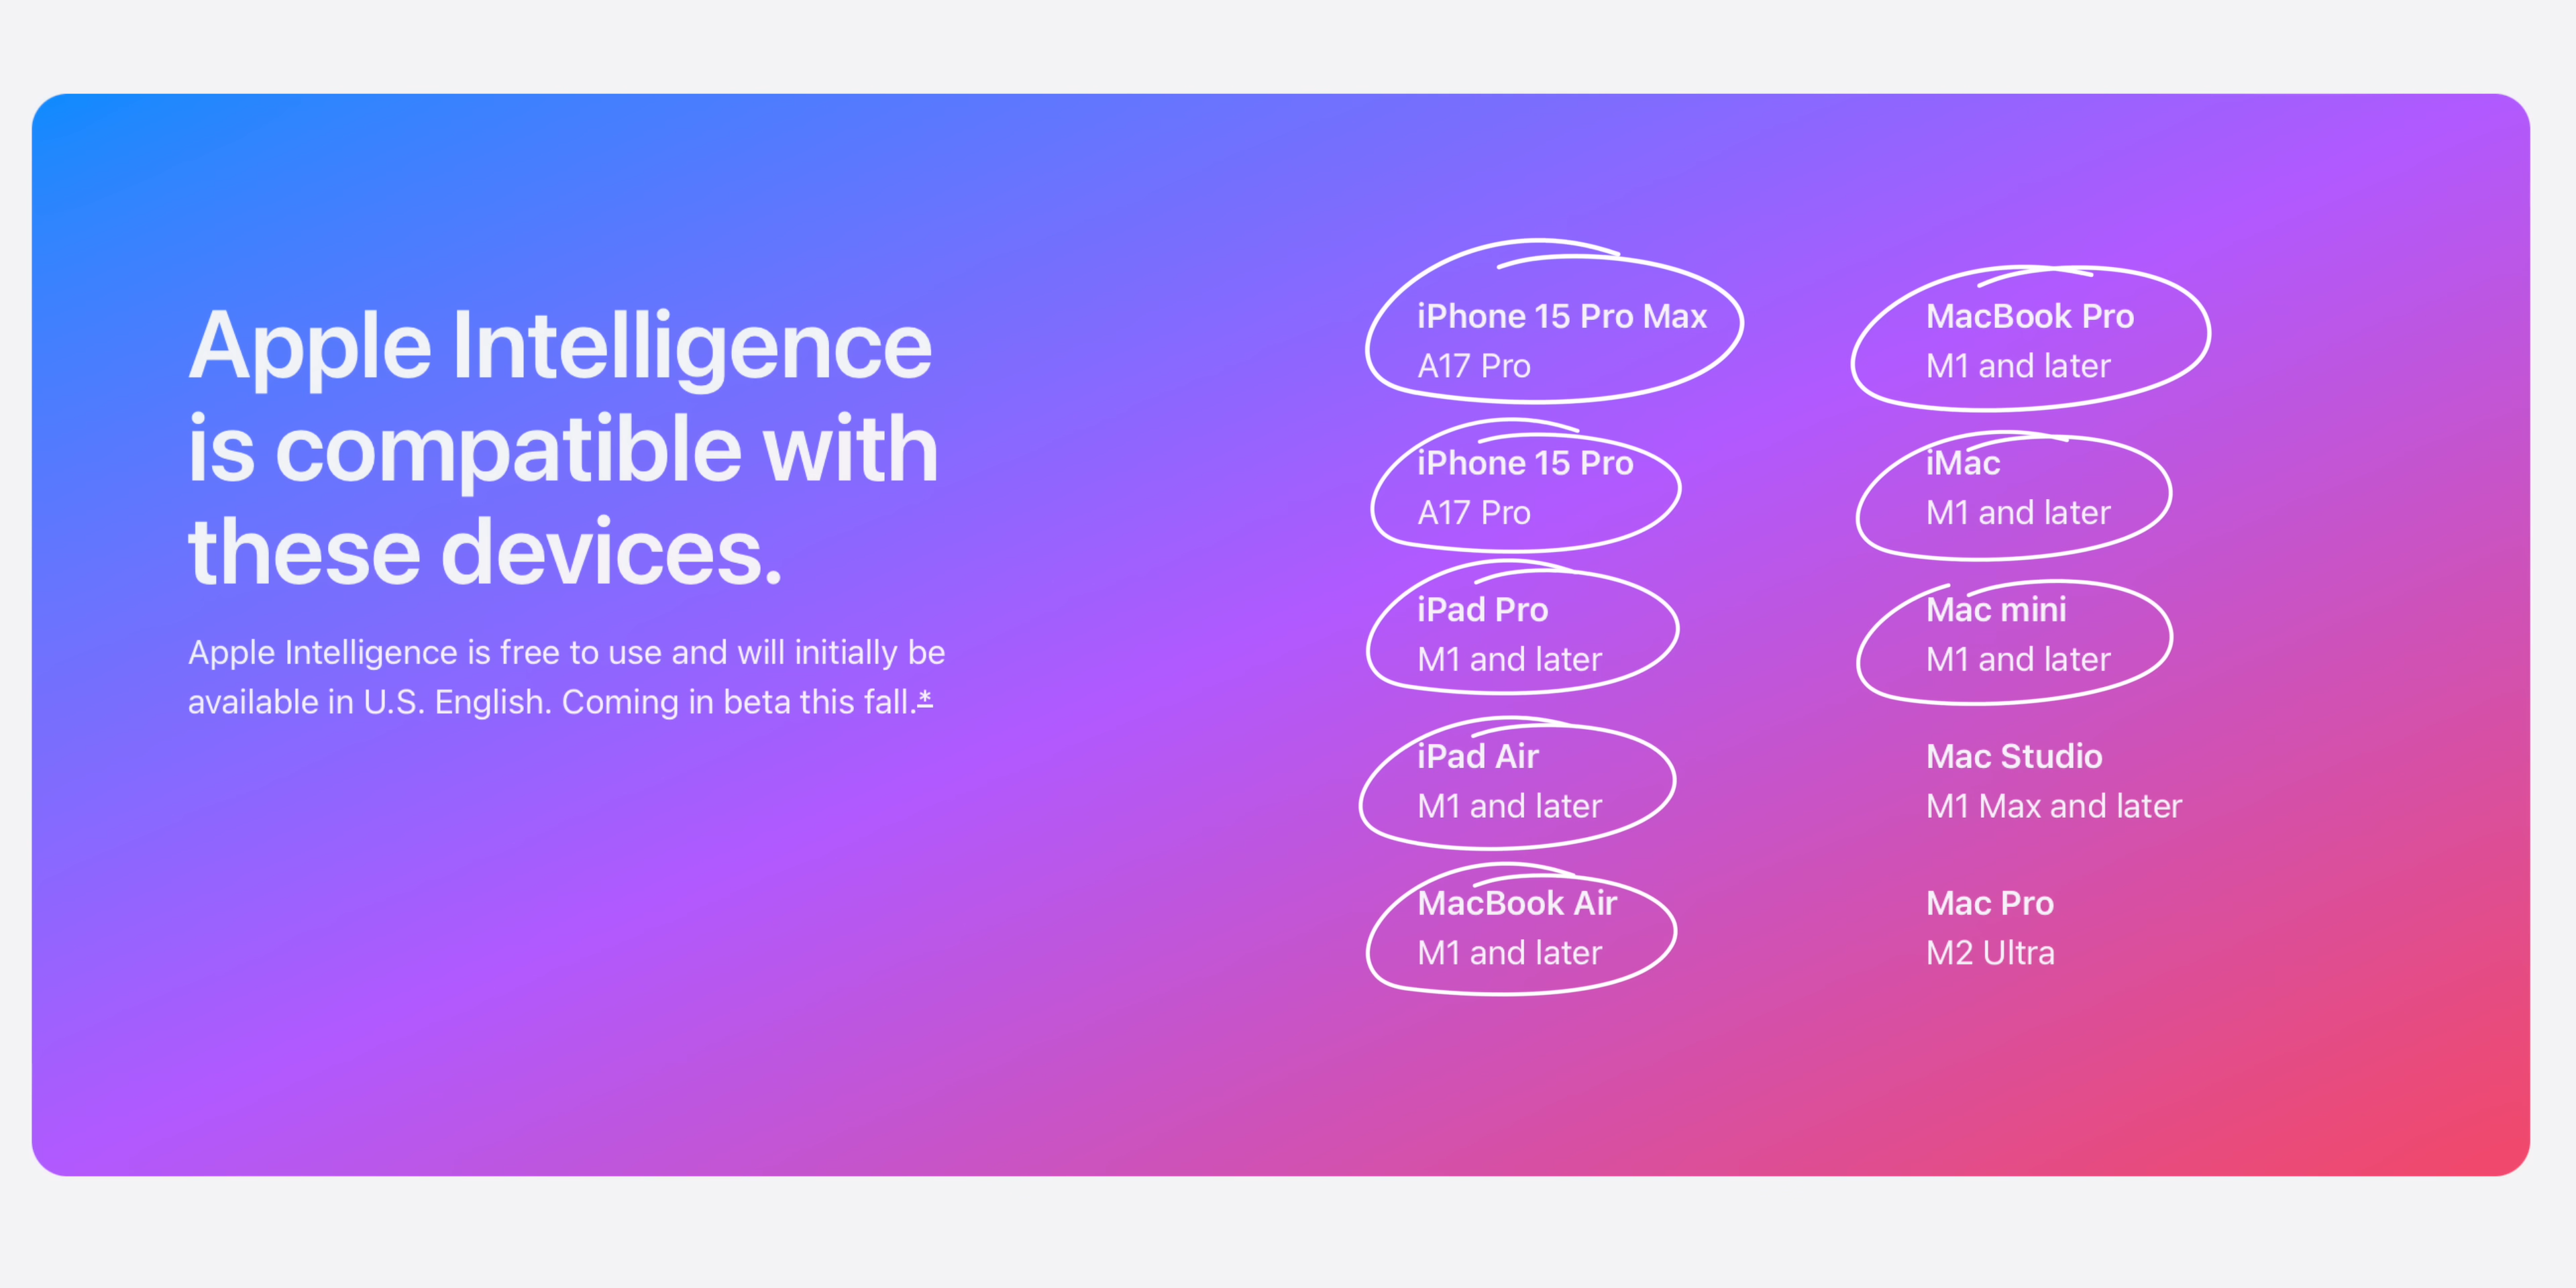 Apple Intelligence
is compatible with
these devices.
Apple Intelligence is free to use and will initially be
available in U.S. English. Coming in beta this fall.*
iPhone 15 Pro Max
A17 Pro
iPhone 15 Pro
A17 Pro
iPad Pro
M1 and later
iPad Air
M1 and later
MacBook Air
M1 and later
MacBook Pro
M1 and later
iMac
M1 and later
Mac mini
M1 and later
Mac Studio
M1 Max and later
Mac Pro
M2 Ultra